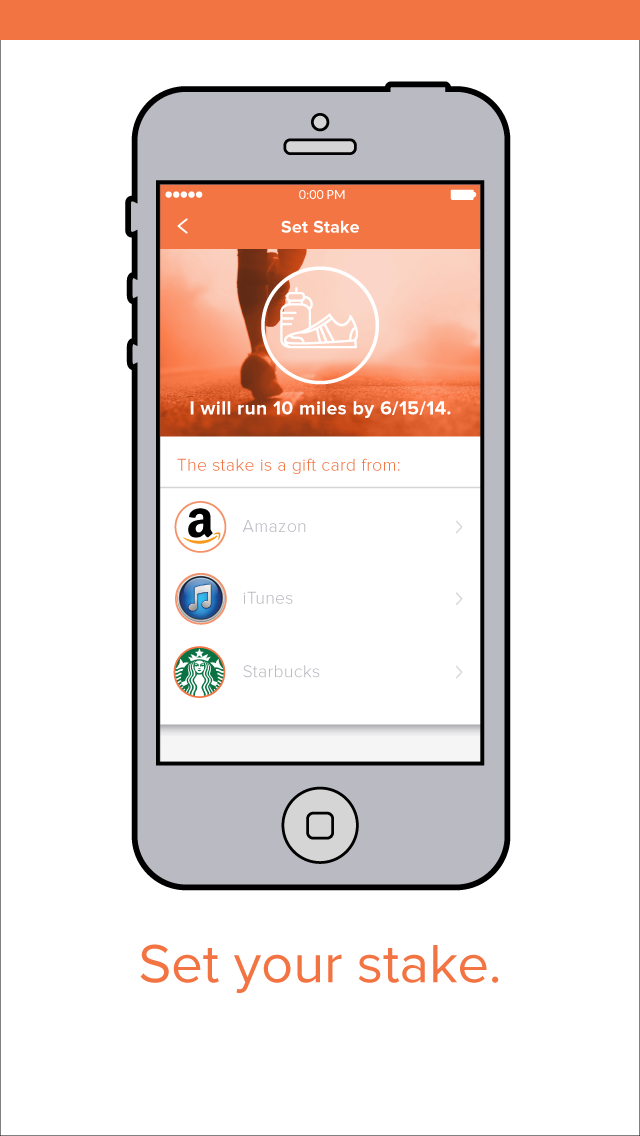 0:00 PM
Set Stake
I will run 10 miles by 6/15/14.
The stake is a gift card from:
a
Amazon
iTunes
Starbucks
Set your stake.